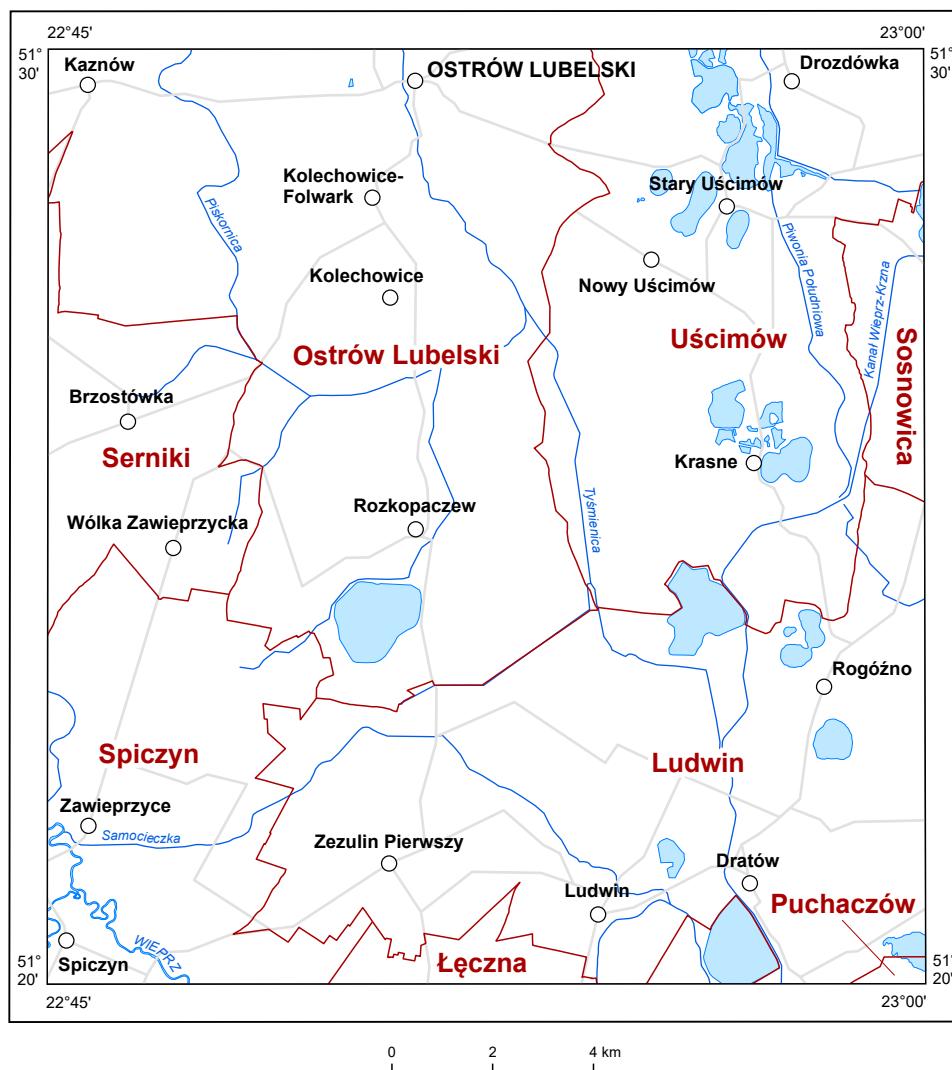 22°45'
23°00'
51°
30'
51°
30'
Kaznów
OSTRÓW LUBELSKI
Drozdówka
Kolechowice-
Folwark
Stary Uścimów
Piskornica
Piwonia Południowa
Kanał Wieprz-Krzna
Kolechowice
Nowy Uścimów
Ostrów Lubelski
Uścimów
Sosnowica
Brzostówka
Serniki
Krasne
Rozkopaczew
Tyśmienica
Wólka Zawieprzycka
Rogóźno
Spiczyn
Ludwin
Zawieprzyce
Samocieczka
Zezulin Pierwszy
Dratów
Ludwin
Puchaczów
WIEPRZ
Spiczyn
Łęczna
51°
20'
51°
20'
22°45'
23°00'
0 2 4 km